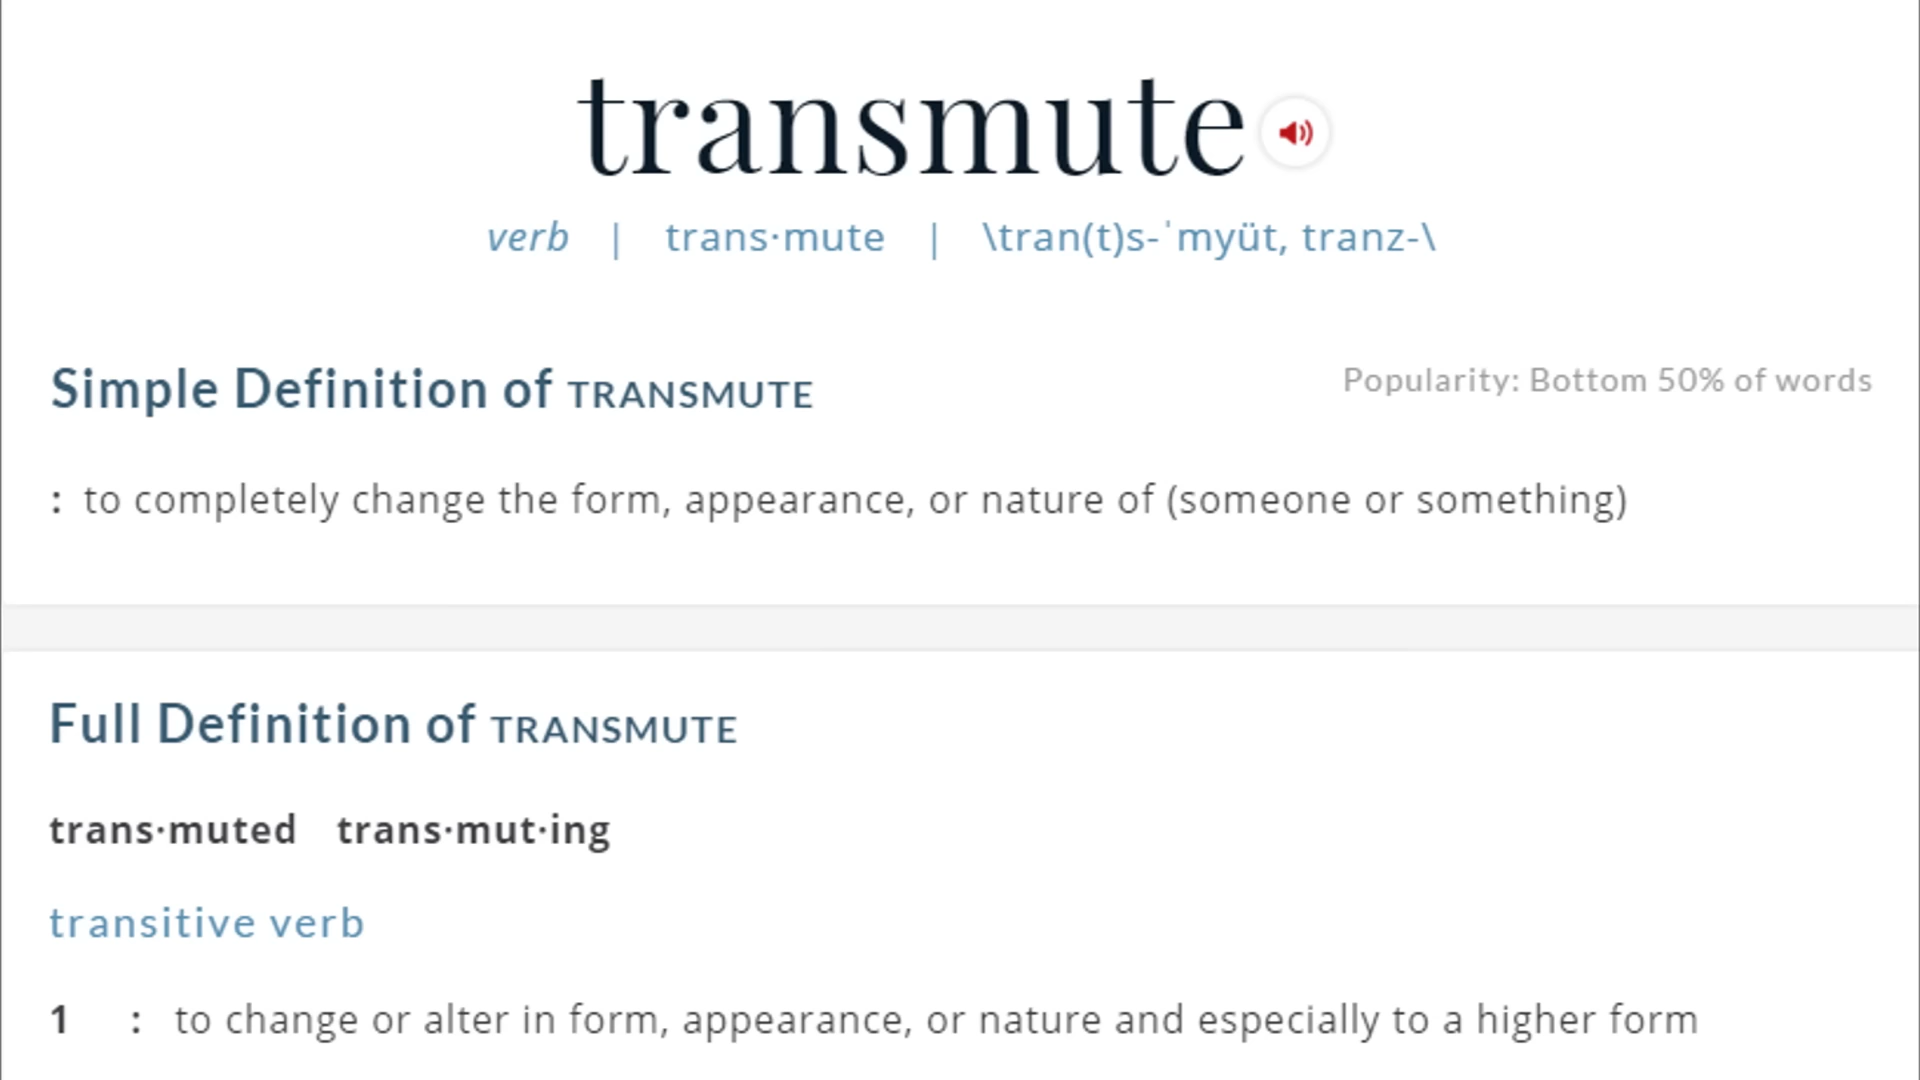 transmute
verb | trans·mute | \tran(t)s-ˈmyüt, tranz-\
Simple Definition of TRANSMUTE
Popularity: Bottom 50% of words
: to completely change the form, appearance, or nature of (someone or something)
Full Definition of TRANSMUTE
trans·muted trans·mut·ing
transitive verb
1 : to change or alter in form, appearance, or nature and especially to a higher form